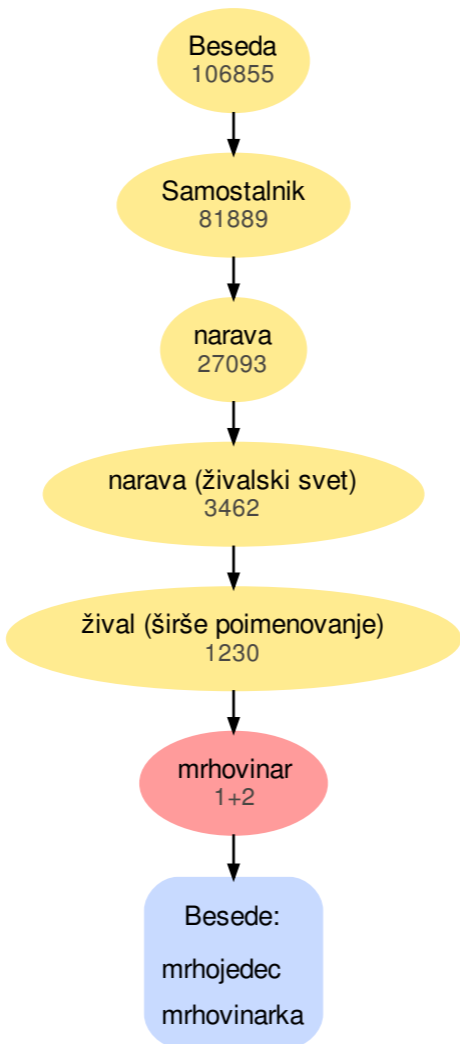 Beseda
106855
Samostalnik
81889
narava
27093
narava (živalski svet)
3462
žival (širše poimenovanje)
1230
mrhovinar
1+2
Besede:
mrhojedec
mrhovinarka